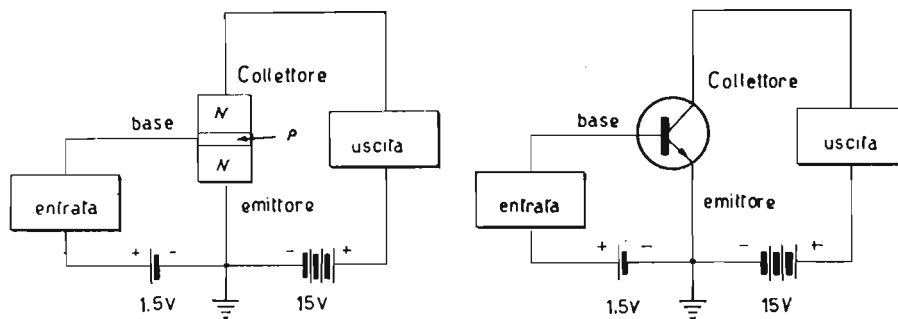 Collettore
N
base
P
N
uscita
entrata
emittore
+ -
- +
1.5V
15V
Collettore
base
uscita
entrata
emittore
+ -
- +
1.5V
15V